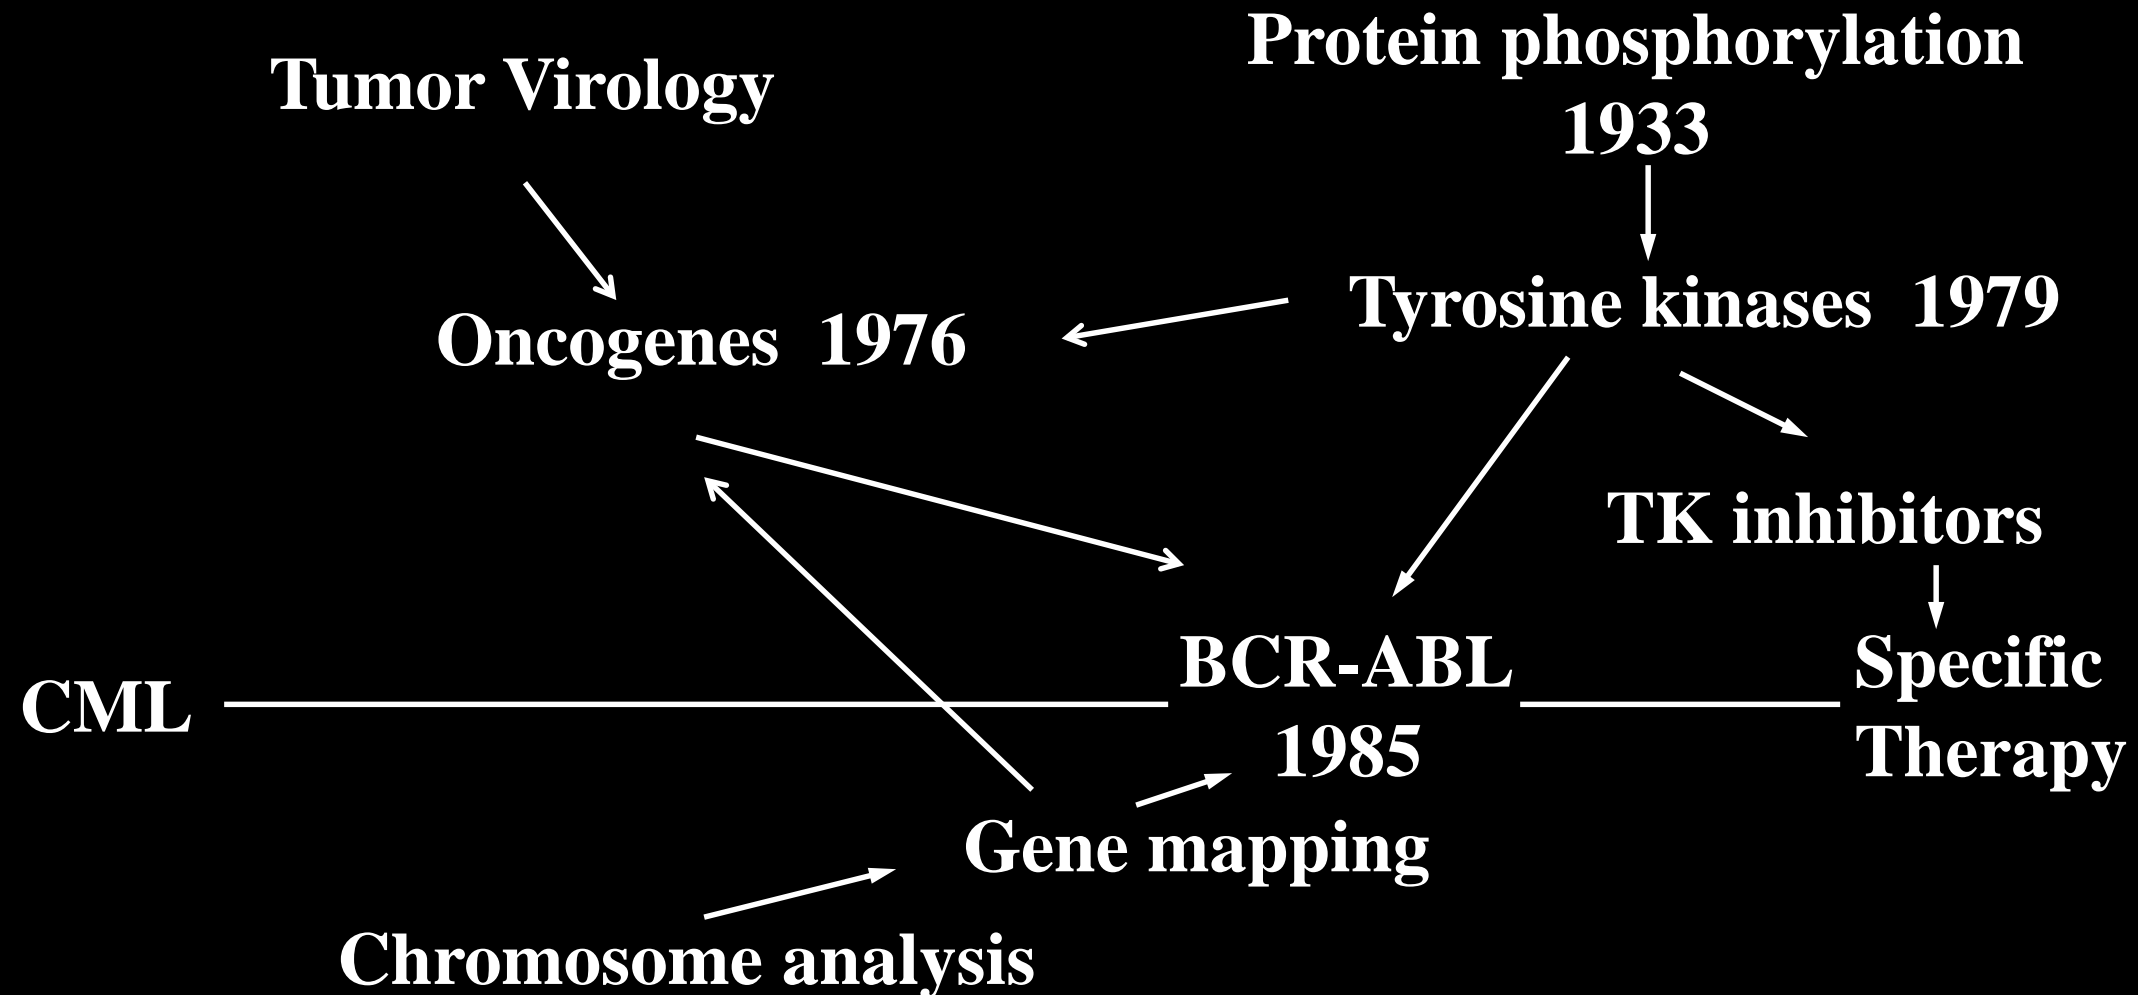 Tumor Virology
Protein phosphorylation
1933
Oncogenes 1976
Tyrosine kinases 1979
TK inhibitors
CML
BCR-ABL
1985
Specific
Therapy
Gene mapping
Chromosome analysis